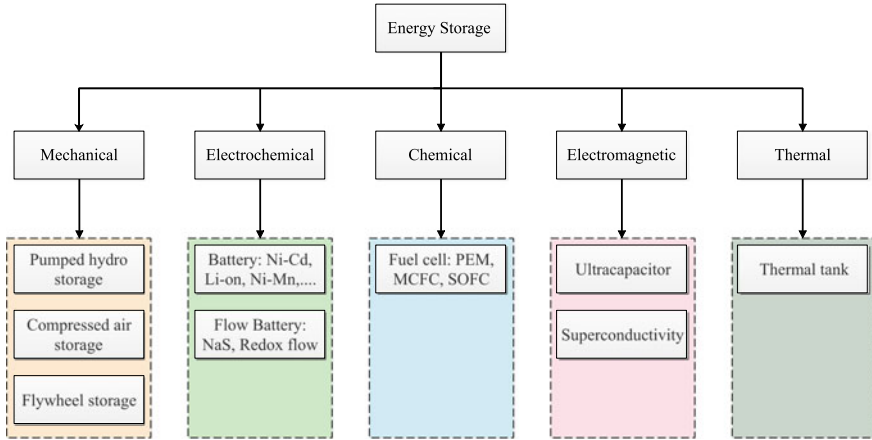 Energy Storage
Mechanical
Electrochemical
Chemical
Electromagnetic
Thermal
Pumped hydro
storage
Compressed air
storage
Flywheel storage
Battery: Ni-Cd,
Li-on, Ni-Mn,....
Flow Battery:
NaS, Redox flow
Fuel cell: PEM,
MCFC, SOFC
Ultracapacitor
Superconductivity
Thermal tank